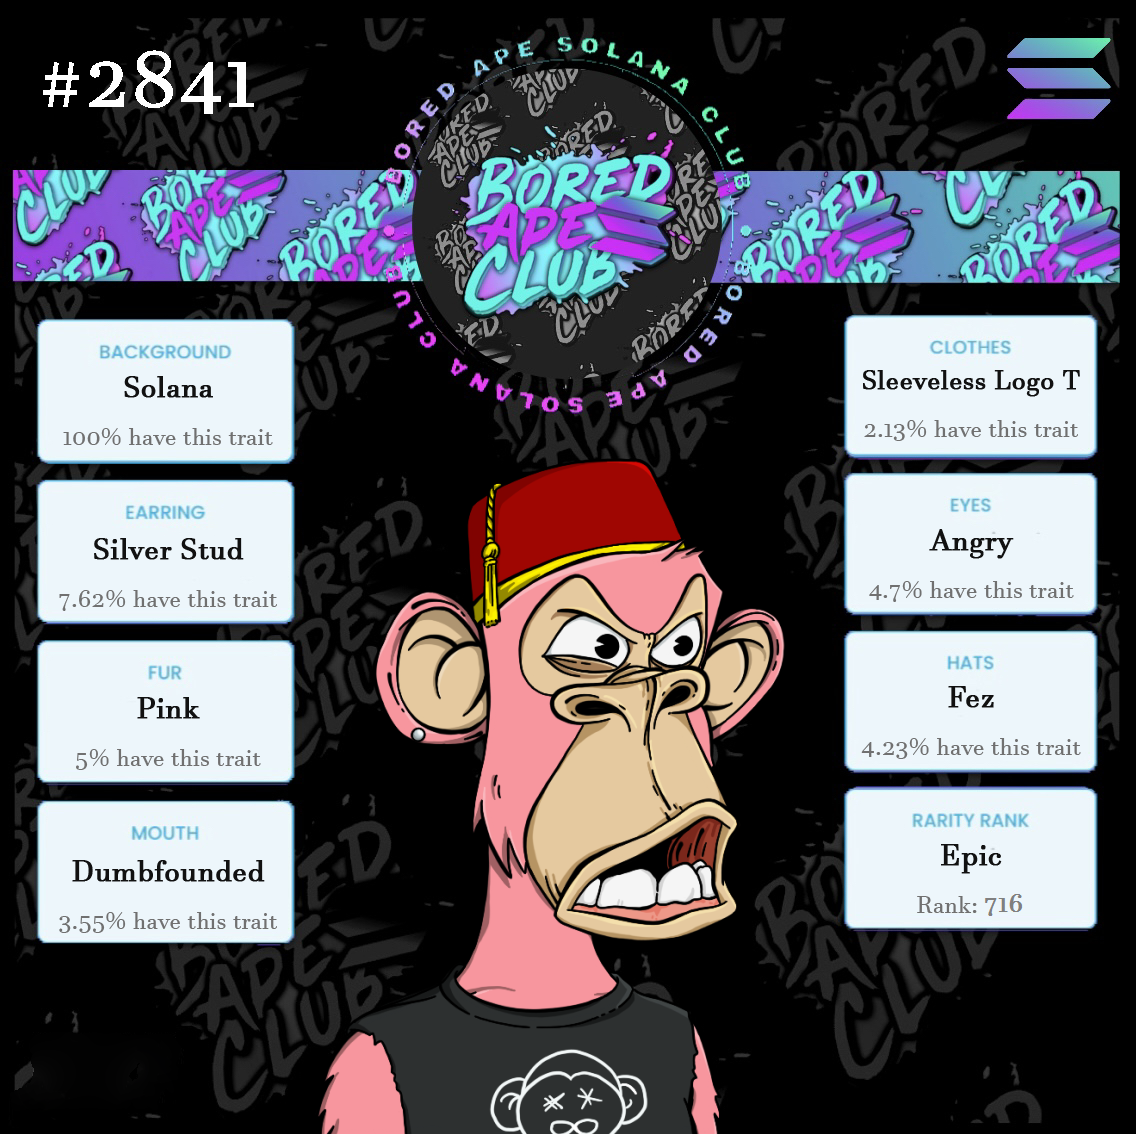 #2841
BORED APE SOLANA CLUB
BORED APE SOLANA CLUB
BORED
APE
CLUB
BACKGROUND
Solana
100% have this trait
EARRING
Silver Stud
7.62% have this trait
FUR
Pink
5% have this trait
MOUTH
Dumbfounded
3.55% have this trait
CLOTHES
Sleeveless Logo T
2.13% have this trait
EYES
Angry
4.7% have this trait
HATS
Fez
4.23% have this trait
RARITY RANK
Epic
Rank: 716